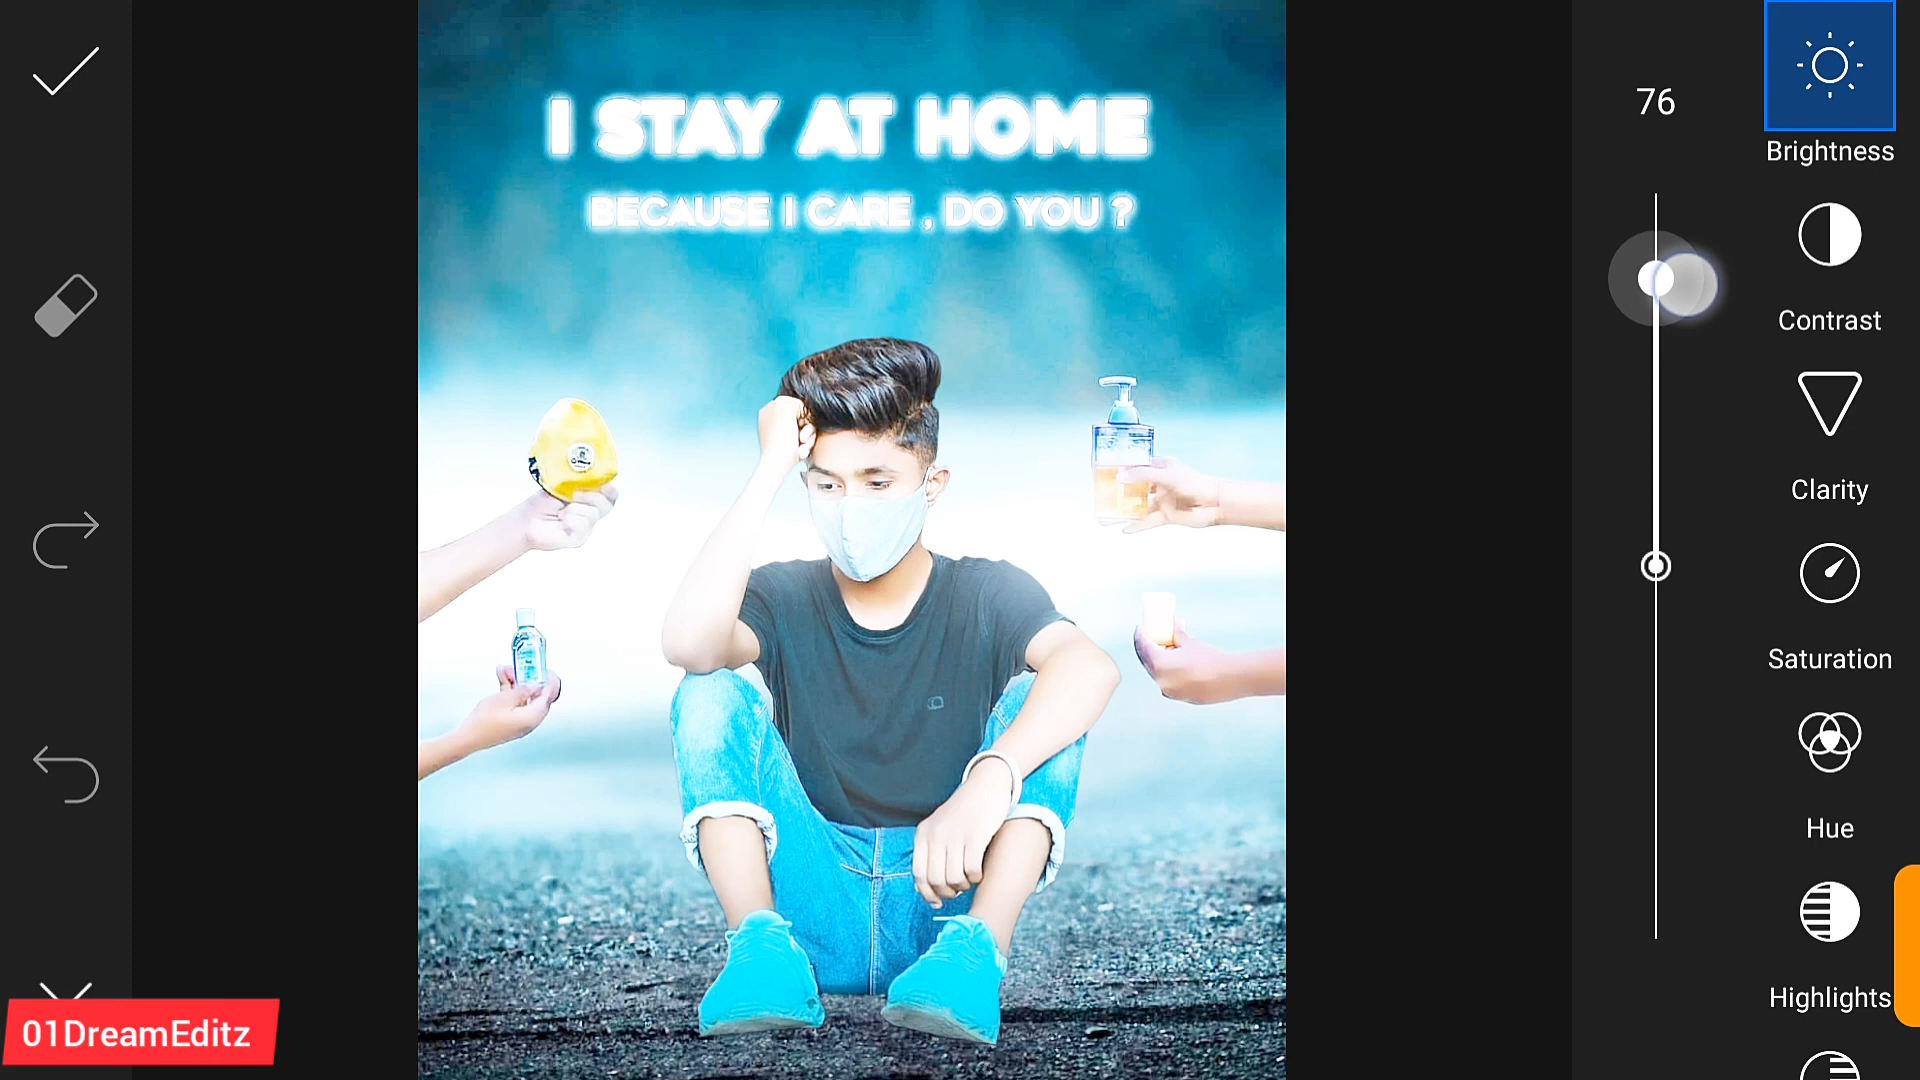 I STAY AT HOME
BECAUSE I CARE , DO YOU ?
76
Brightness
Contrast
Clarity
Saturation
Hue
Highlights
01DreamEditz